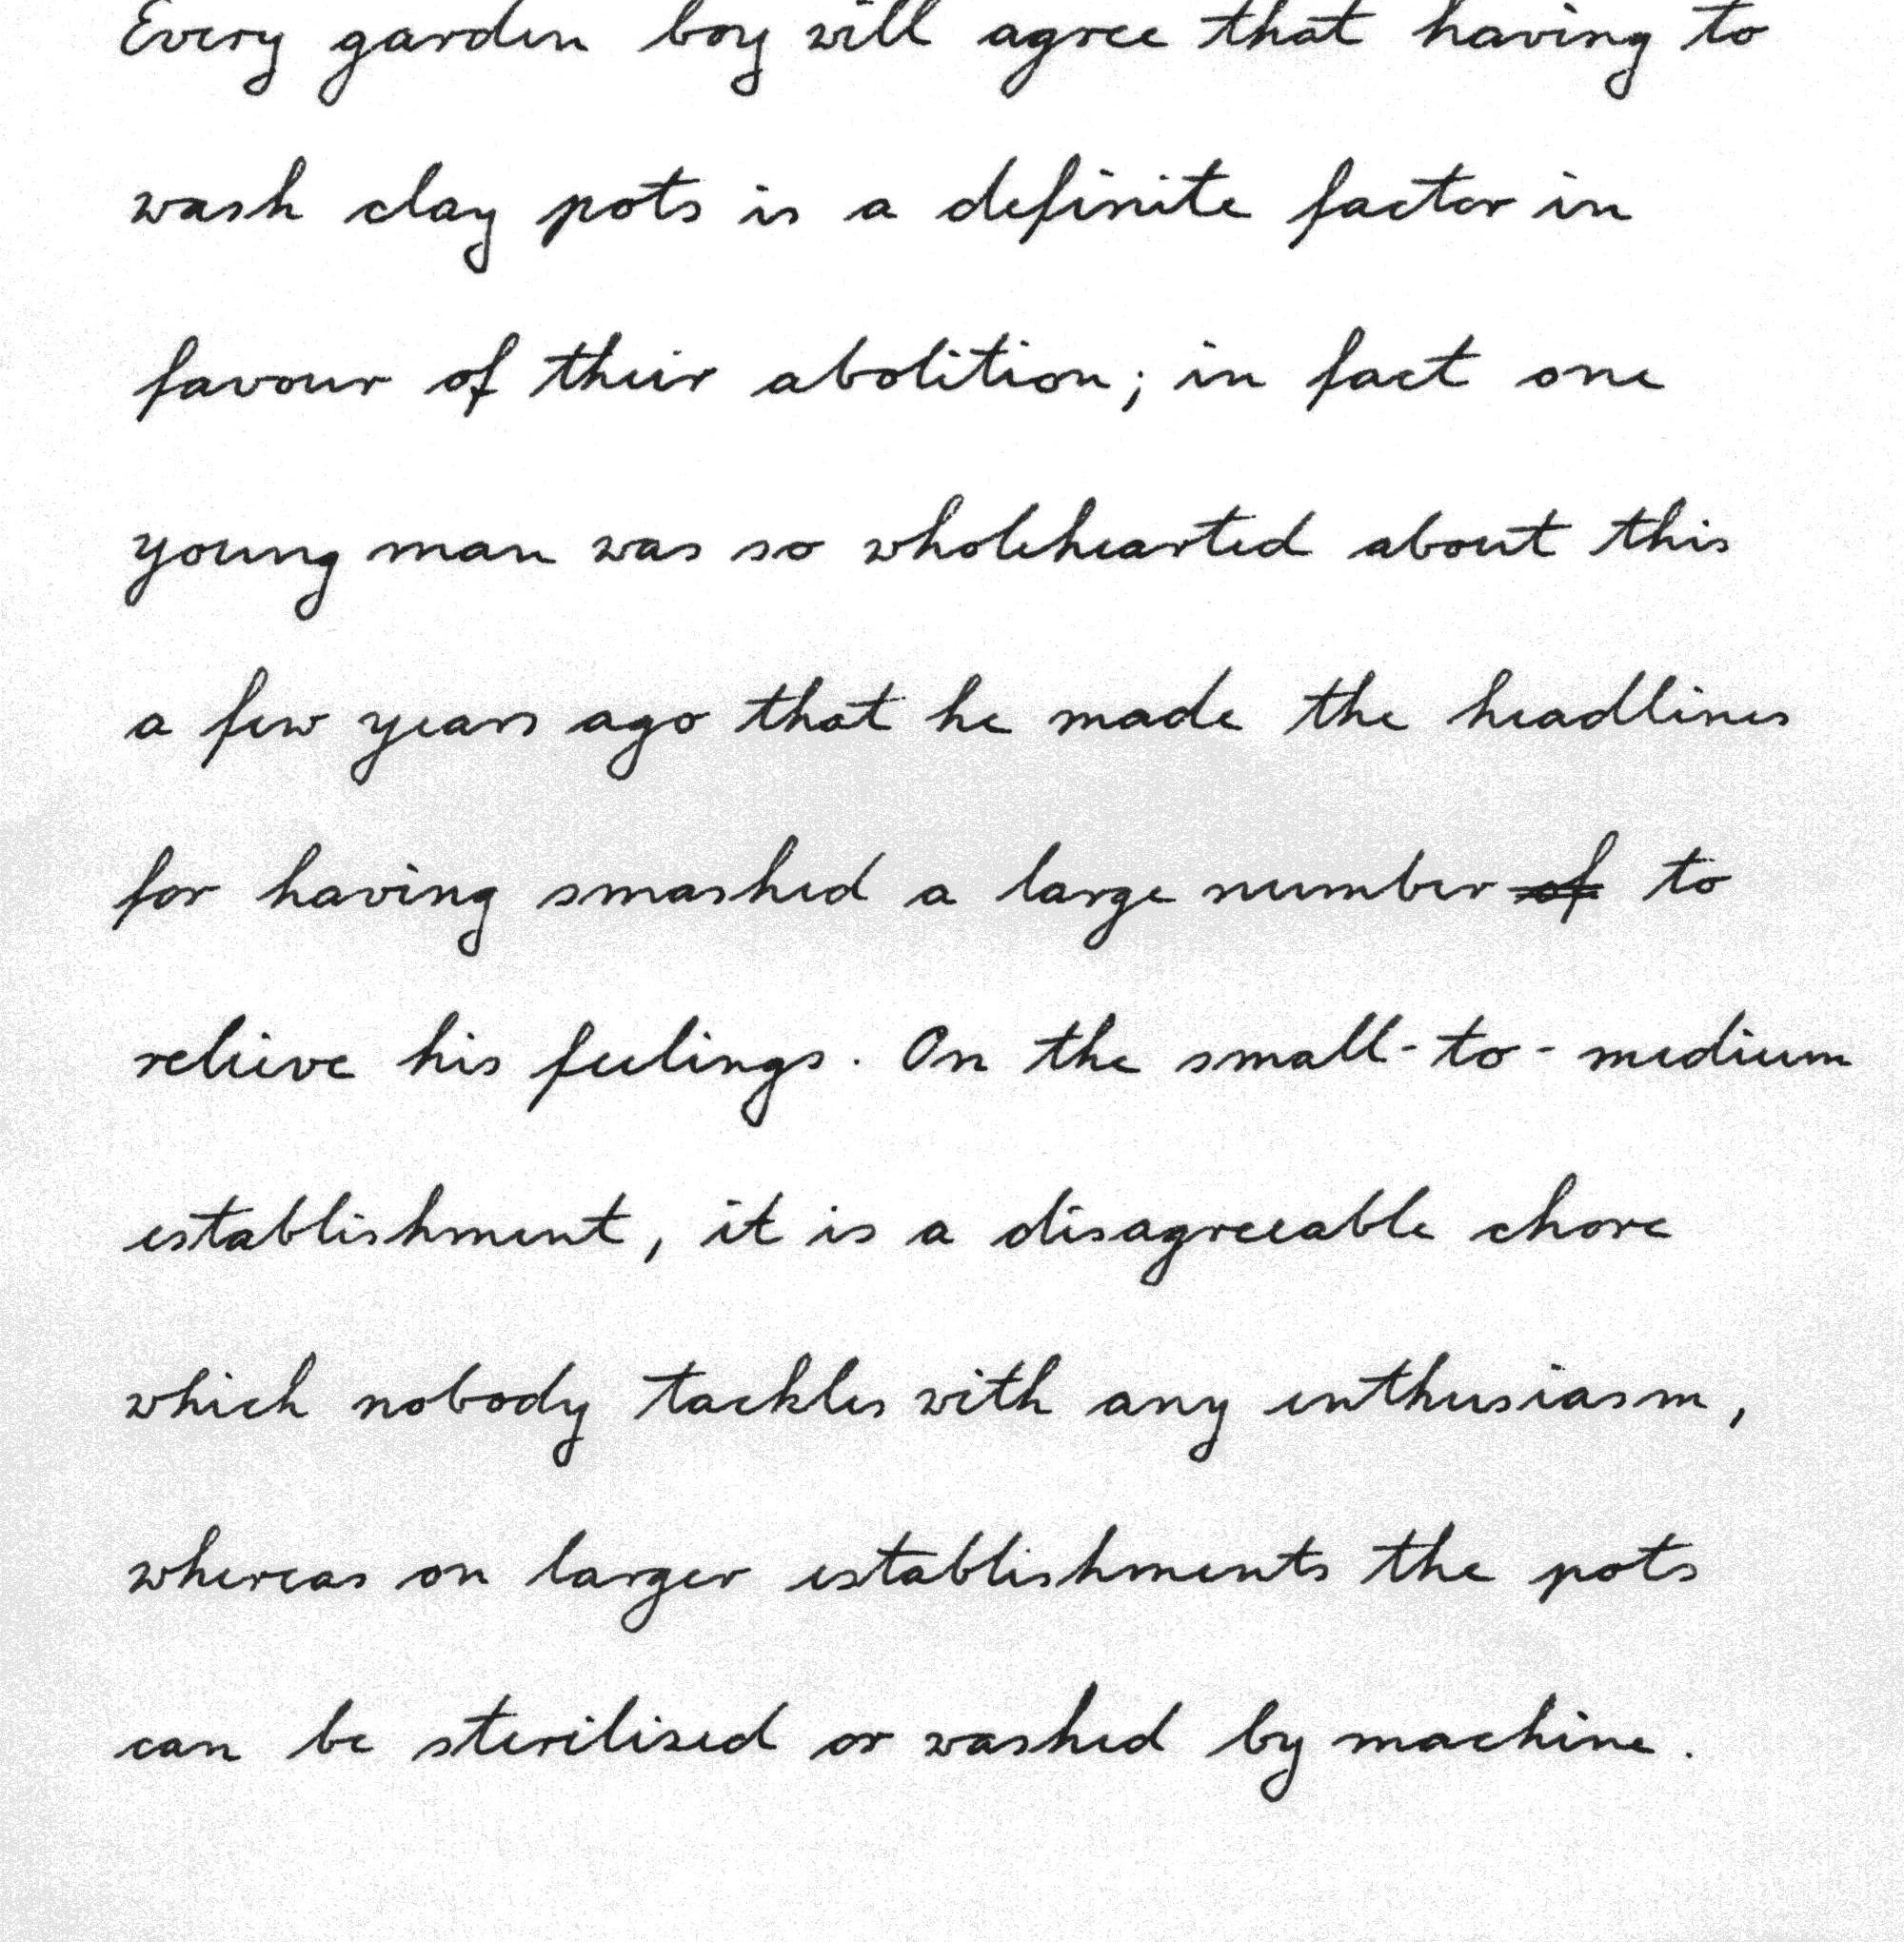 Every garden boy will agree that having to
wash clay pots is a definite factor in
favour of their abolition; in fact one
young man was so wholehearted about this
a few years ago that he made the headlines
for having smashed a large number of to
relieve his feelings. On the small-to-medium
establishment, it is a disagreeable chore
which nobody tackles with any enthusiasm,
whereas on larger establishments the pots
can be sterilised or washed by machine.